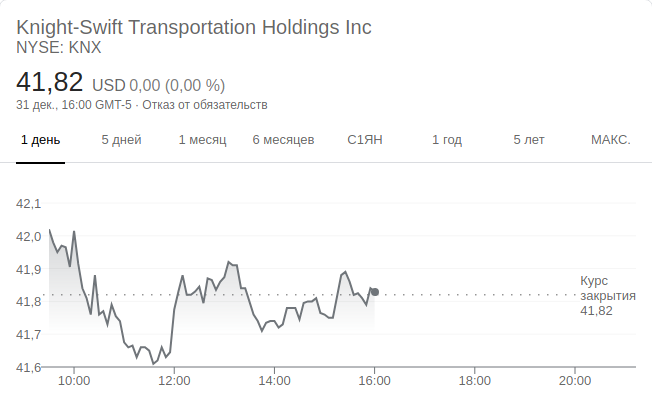 Knight-Swift Transportation Holdings Inc
NYSE: KNX
41,82 USD 0,00 (0,00 %)
31 дек., 16:00 GMT-5 · Отказ от обязательств
1 день 5 дней 1 месяц 6 месяцев С1ЯН 1 год 5 лет МАКС.
42,1
42,0
41,9
41,8
41,7
41,6
Курс
закрытия
41,82
10:00 12:00 14:00 16:00 18:00 20:00